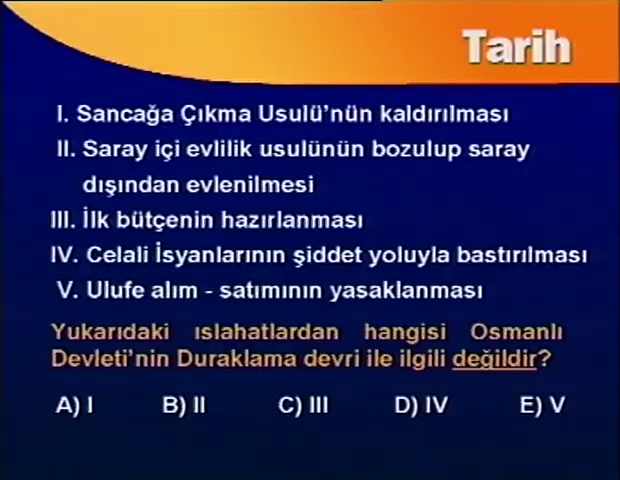 Tarih
I. Sancağa Çıkma Usulü'nün kaldırılması
II. Saray içi evlilik usulünün bozulup saray
dışından evlenilmesi
III. İlk bütçenin hazırlanması
IV. Celali İsyanlarının şiddet yoluyla bastırılması
V. Ulufe alım - satımının yasaklanması
Yukarıdaki ıslahatlardan hangisi Osmanlı
Devleti'nin Duraklama devri ile ilgili değildir?
A) I B) II C) III D) IV E) V